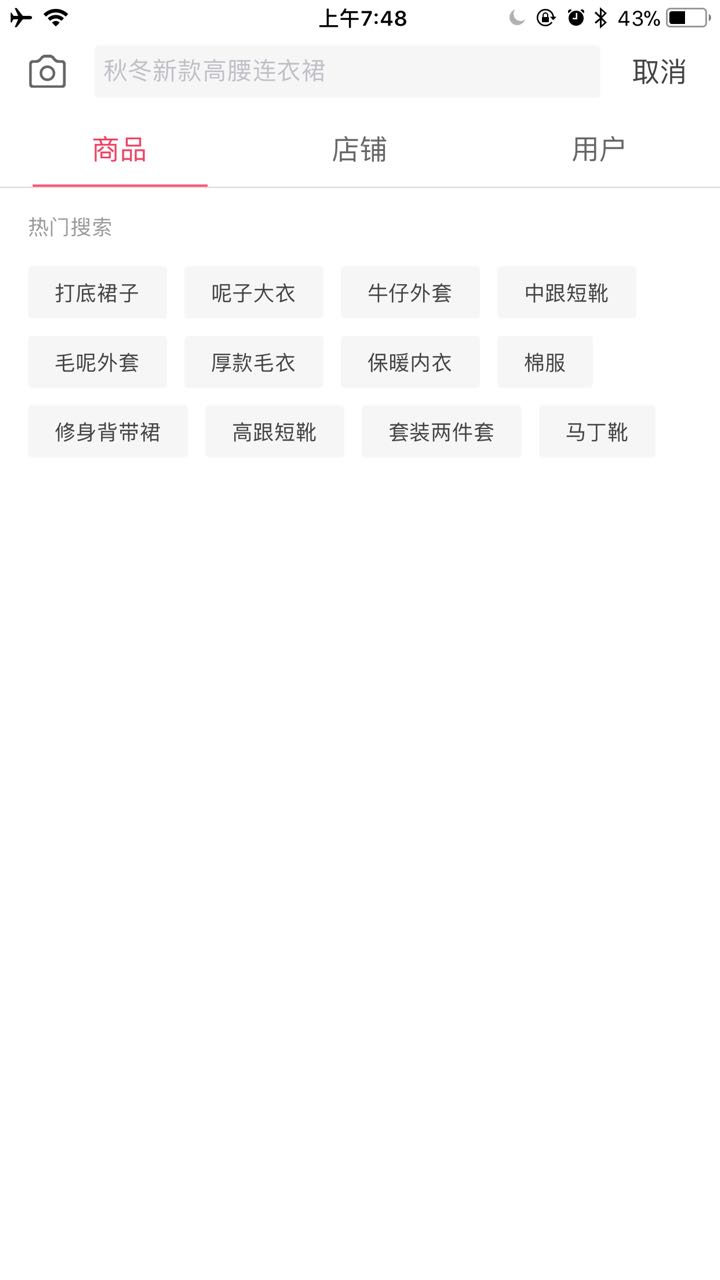 上午7:48 43%
秋冬新款高腰连衣裙 取消
商品 店铺 用户
热门搜索
打底裙子 呢子大衣 牛仔外套 中跟短靴
毛呢外套 厚款毛衣 保暖内衣 棉服
修身背带裙 高跟短靴 套装两件套 马丁靴